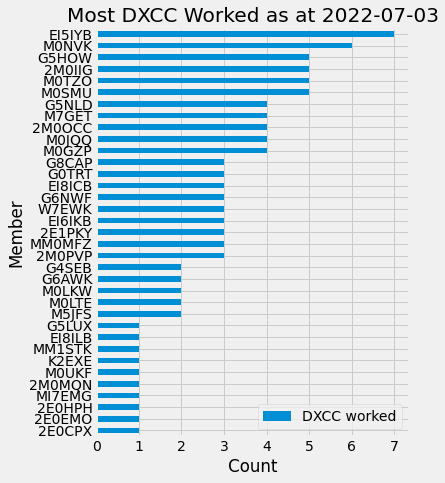 Most DXCC Worked as at 2022-07-03
EI5IYB
M0NVK
G5HOW
2M0IIG
M0TZO
M0SMU
G5NLD
M7GET
2M0OCC
M0JQQ
M0GZP
G8CAP
G0TRT
EI8ICB
G6NWF
W7EWK
EI6IKB
2E1PKY
MM0MFZ
2M0PVP
G4SEB
G6AWK
M0LKW
M0LTE
M5JFS
G5LUX
EI8ILB
MM1STK
K2EXE
M0UKF
2M0MQN
MI7EMG
2E0HPH
2E0EMO
2E0CPX
Member
DXCC worked
0 1 2 3 4 5 6 7
Count